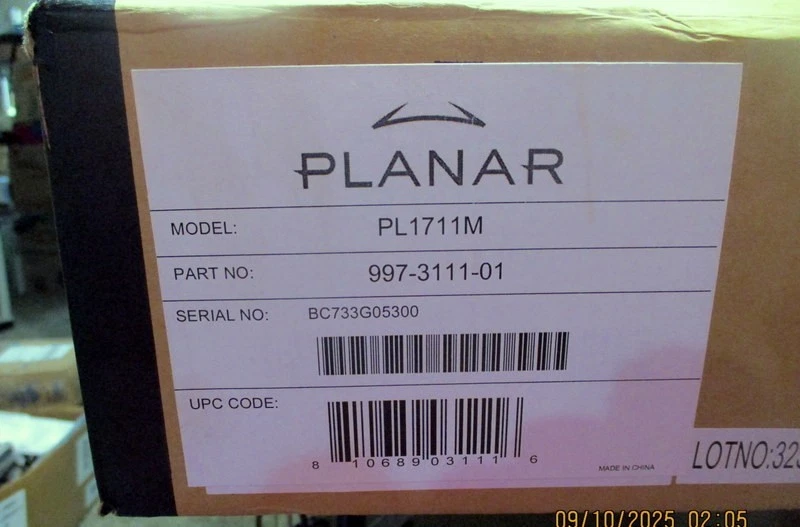 PLANAR
MODEL: PL1711M
PART NO: 997-3111-01
SERIAL NO: BC733G05300
UPC CODE:
8 10689 03111 6
MADE IN CHINA
LOTNO:323
09/10/2025 02:05